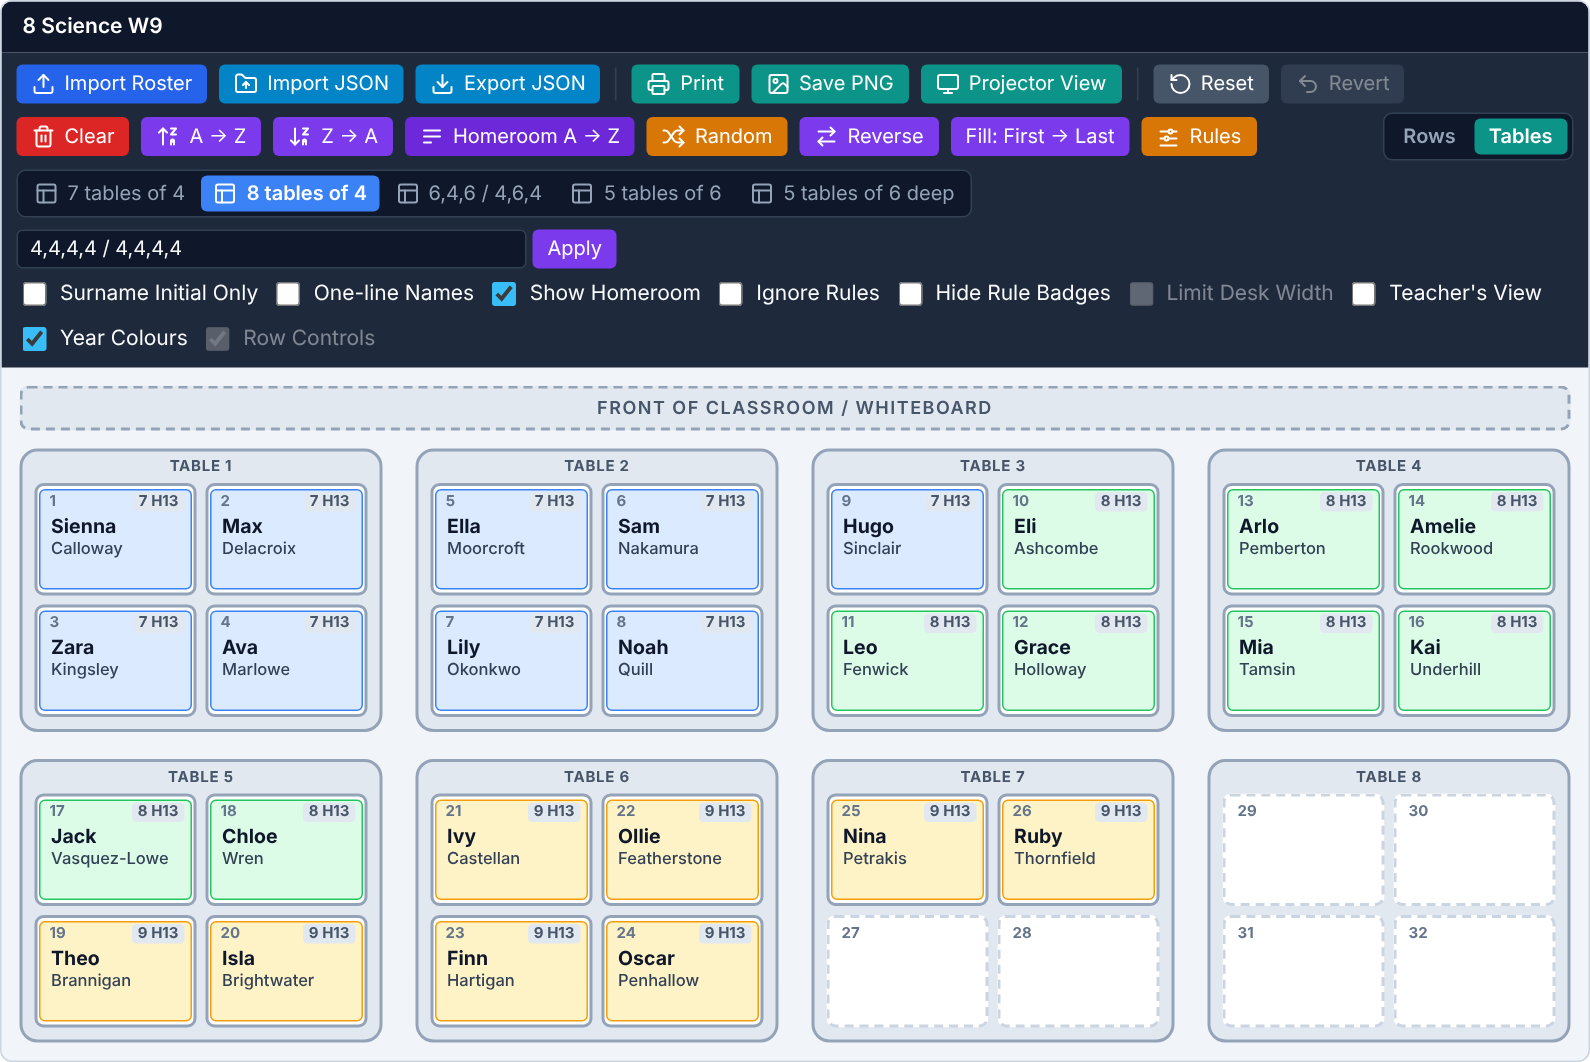 8 Science W9
Import Roster Import JSON Export JSON Print Save PNG Projector View Reset Revert
Clear A → Z Z → A Homeroom A → Z Random Reverse Fill: First → Last Rules Rows Tables
7 tables of 4 8 tables of 4 6,4,6 / 4,6,4 5 tables of 6 5 tables of 6 deep
4,4,4,4 / 4,4,4,4 Apply
Surname Initial Only One-line Names Show Homeroom Ignore Rules Hide Rule Badges Limit Desk Width Teacher's View
Year Colours Row Controls
FRONT OF CLASSROOM / WHITEBOARD
TABLE 1
1 7 H13
Sienna
Calloway
2 7 H13
Max
Delacroix
3 7 H13
Zara
Kingsley
4 7 H13
Ava
Marlowe
TABLE 2
5 7 H13
Ella
Moorcroft
6 7 H13
Sam
Nakamura
7 7 H13
Lily
Okonkwo
8 7 H13
Noah
Quill
TABLE 3
9 7 H13
Hugo
Sinclair
10 8 H13
Eli
Ashcombe
11 8 H13
Leo
Fenwick
12 8 H13
Grace
Holloway
TABLE 4
13 8 H13
Arlo
Pemberton
14 8 H13
Amelie
Rookwood
15 8 H13
Mia
Tamsin
16 8 H13
Kai
Underhill
TABLE 5
17 8 H13
Jack
Vasquez-Lowe
18 8 H13
Chloe
Wren
19 9 H13
Theo
Brannigan
20 9 H13
Isla
Brightwater
TABLE 6
21 9 H13
Ivy
Castellan
22 9 H13
Ollie
Featherstone
23 9 H13
Finn
Hartigan
24 9 H13
Oscar
Penhallow
TABLE 7
25 9 H13
Nina
Petrakis
26 9 H13
Ruby
Thornfield
27
28
TABLE 8
29
30
31
32